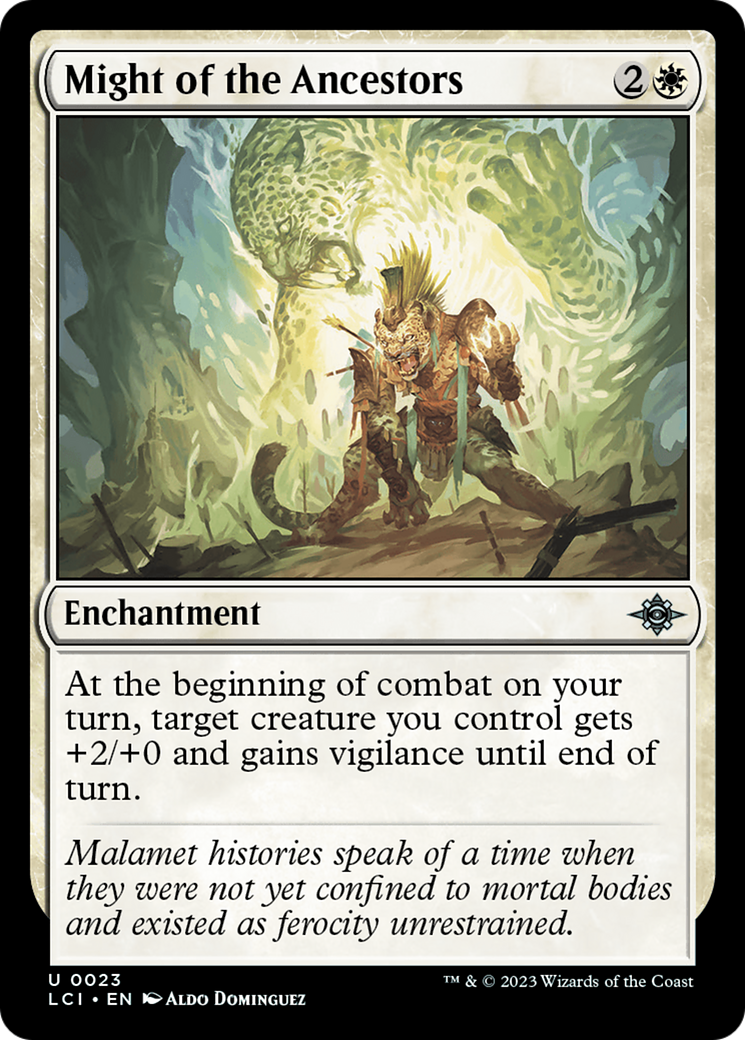 Might of the Ancestors 2
Enchantment
At the beginning of combat on your
turn, target creature you control gets
+2/+0 and gains vigilance until end of
turn.
Malamet histories speak of a time when
they were not yet confined to mortal bodies
and existed as ferocity unrestrained.
U 0023
™ & © 2023 Wizards of the Coast
LCI • EN Aldo Dominguez